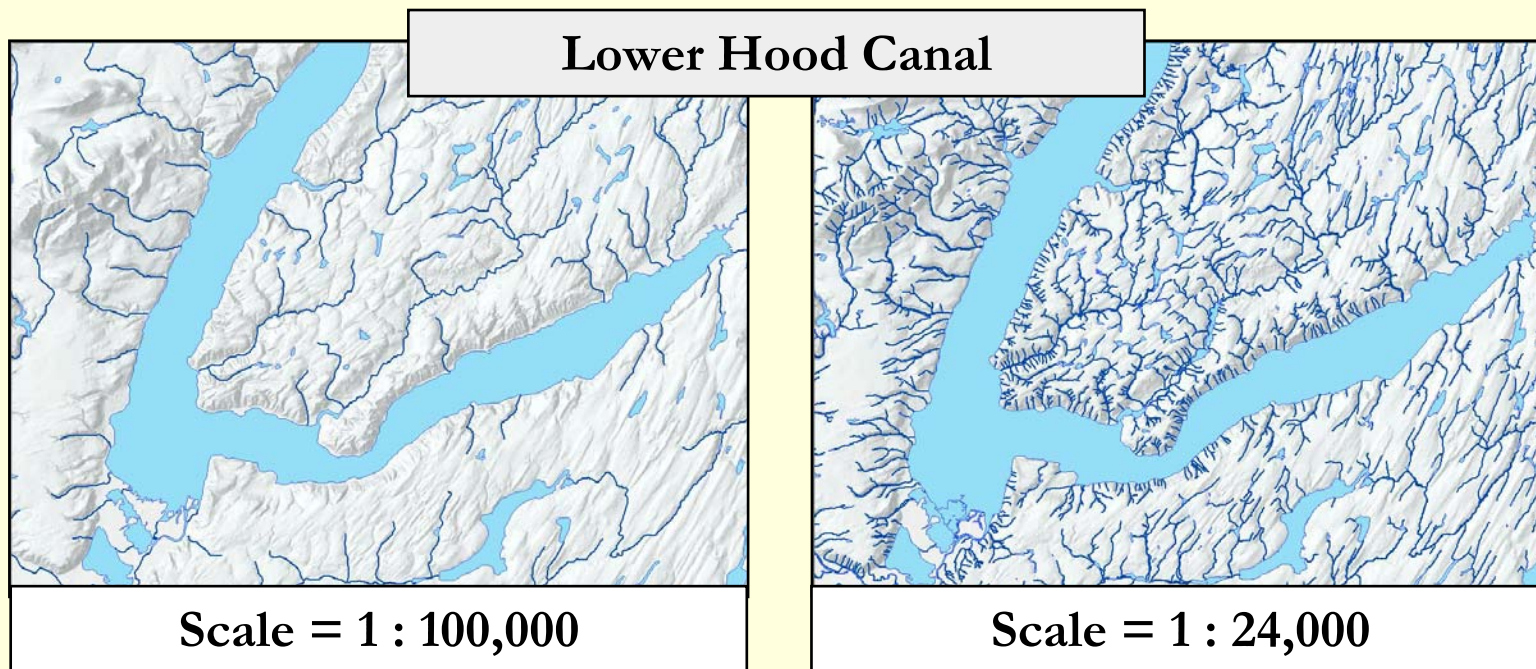 Lower Hood Canal
Scale = 1 : 100,000
Scale = 1 : 24,000